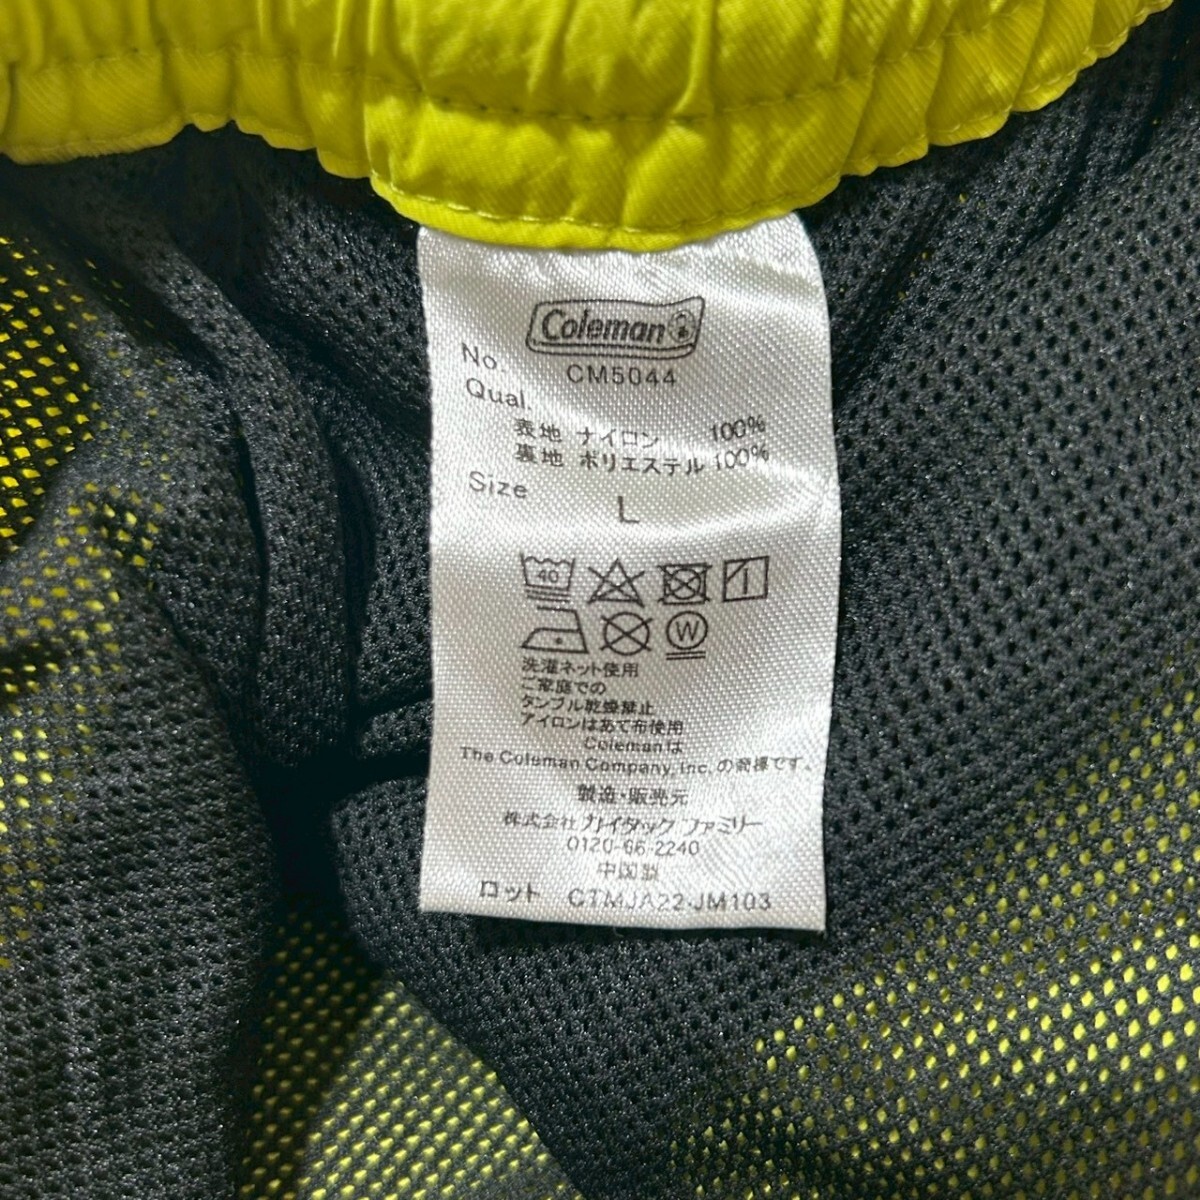 Coleman
No. CM5044
Qual.
表地 ナイロン 100%
裏地 ポリエステル 100%
Size L
40
W
洗濯ネット使用
ご家庭での
タンブル乾燥禁止
アイロンはあて布使用
Colemanは
The Coleman Company, Inc. の商標です。
製造・販売元
株式会社カイタックファミリー
0120-66-2240
中国製
ロット CTMJA22-JM103